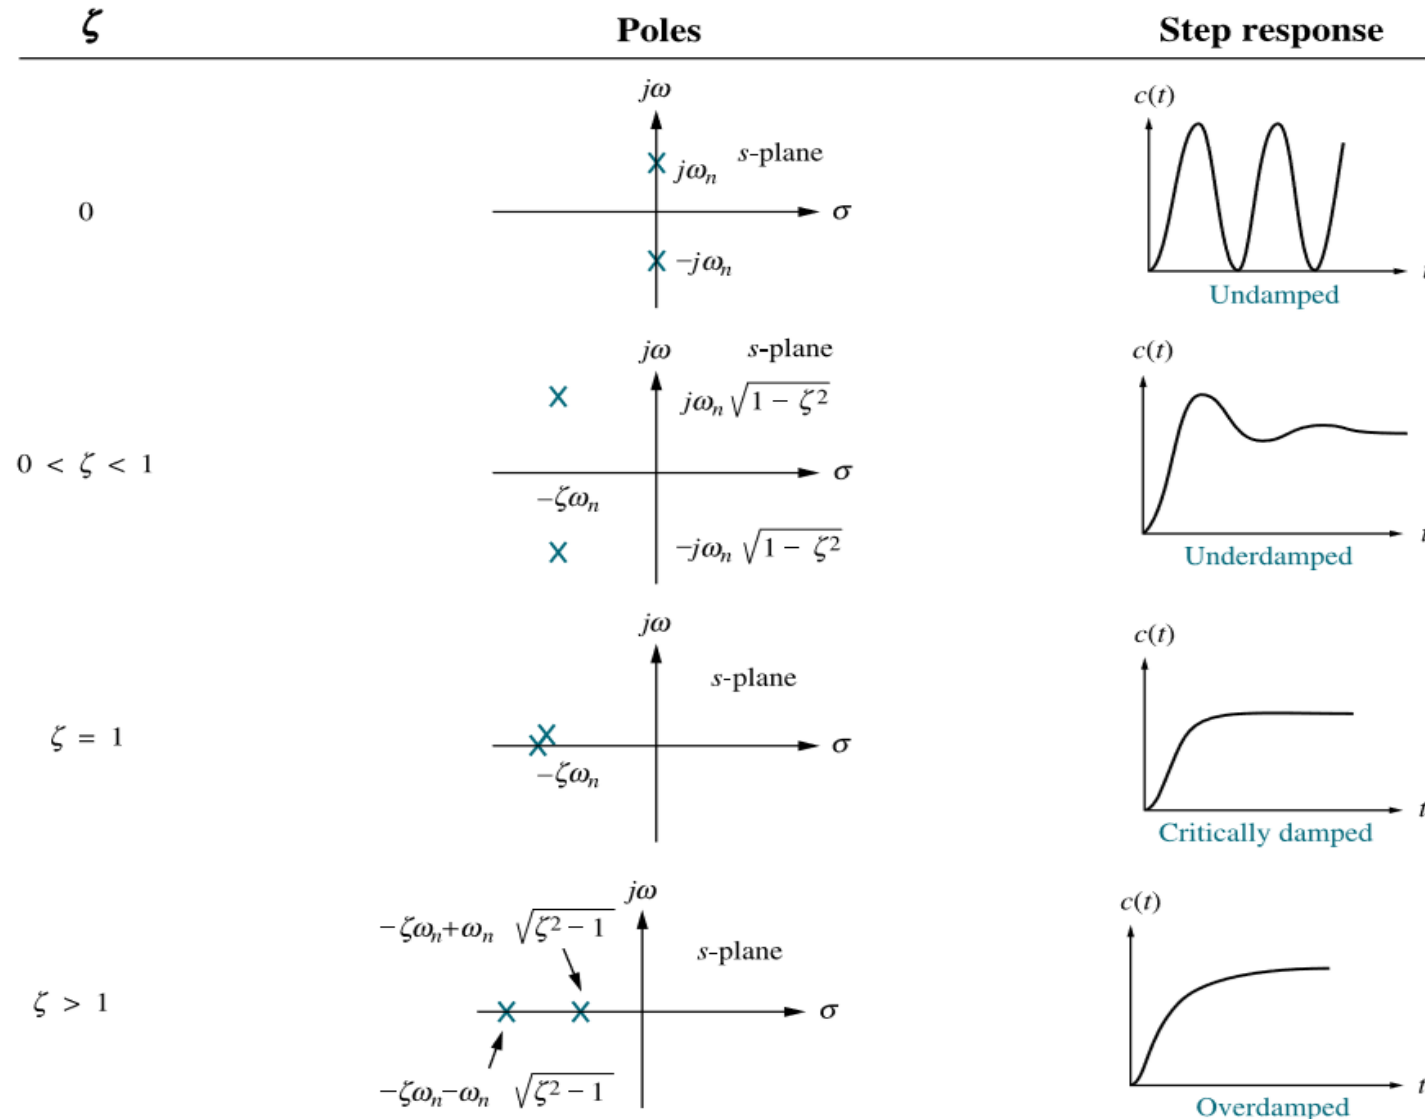 ζ Poles Step response
jω
s-plane
jωₙ
0
σ
−jωₙ
c(t)
t
Undamped
jω
s-plane
jωₙ √1 − ζ²
0 < ζ < 1
σ
−ζωₙ
−jωₙ √1 − ζ²
c(t)
t
Underdamped
jω
s-plane
ζ = 1
σ
−ζωₙ
c(t)
t
Critically damped
jω
−ζωₙ+ωₙ √ζ² − 1
s-plane
ζ > 1
σ
−ζωₙ−ωₙ √ζ² − 1
c(t)
t
Overdamped